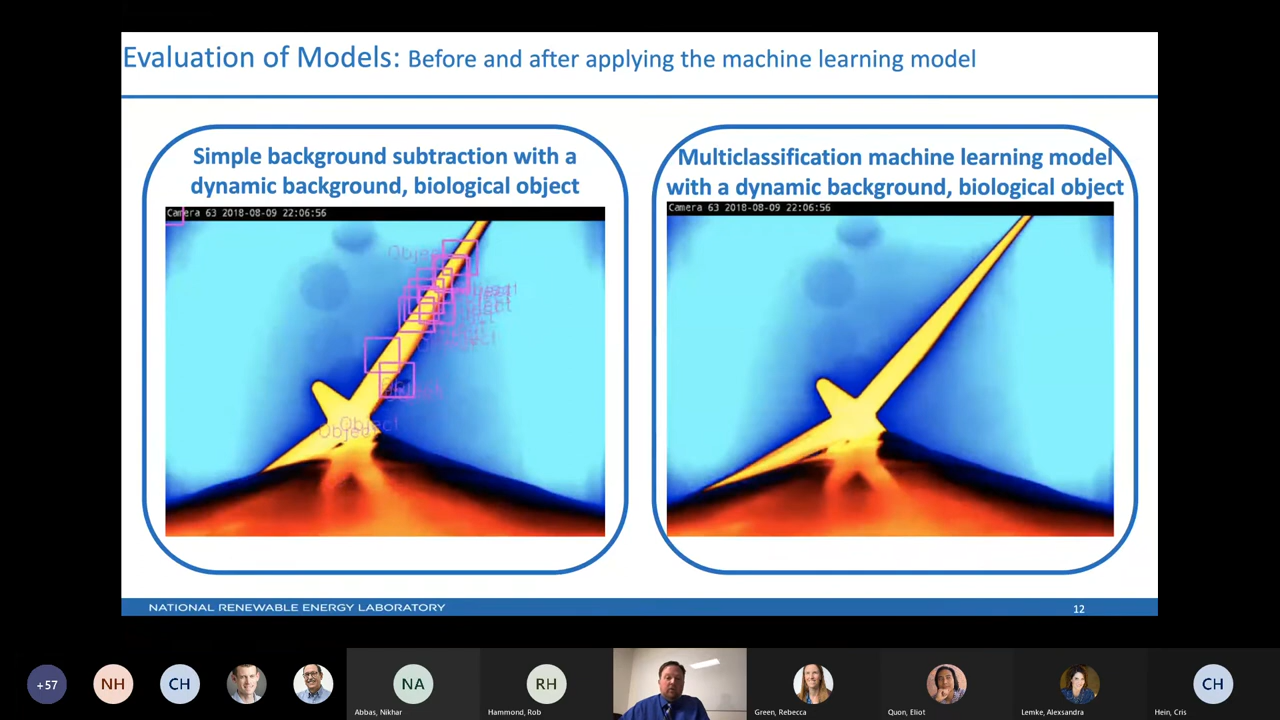 Evaluation of Models: Before and after applying the machine learning model
Simple background subtraction with a
dynamic background, biological object
Camera 63 2018-08-09 22:06:56
Object
Object
Object
Multiclassification machine learning model
with a dynamic background, biological object
Camera 63 2018-08-09 22:06:56
NATIONAL RENEWABLE ENERGY LABORATORY
12
+57
NH
CH
NA
Abbas, Nikhar
RH
Hammond, Rob
Green, Rebecca
Quon, Eliot
Lemke, Alexsandra
CH
Hein, Cris